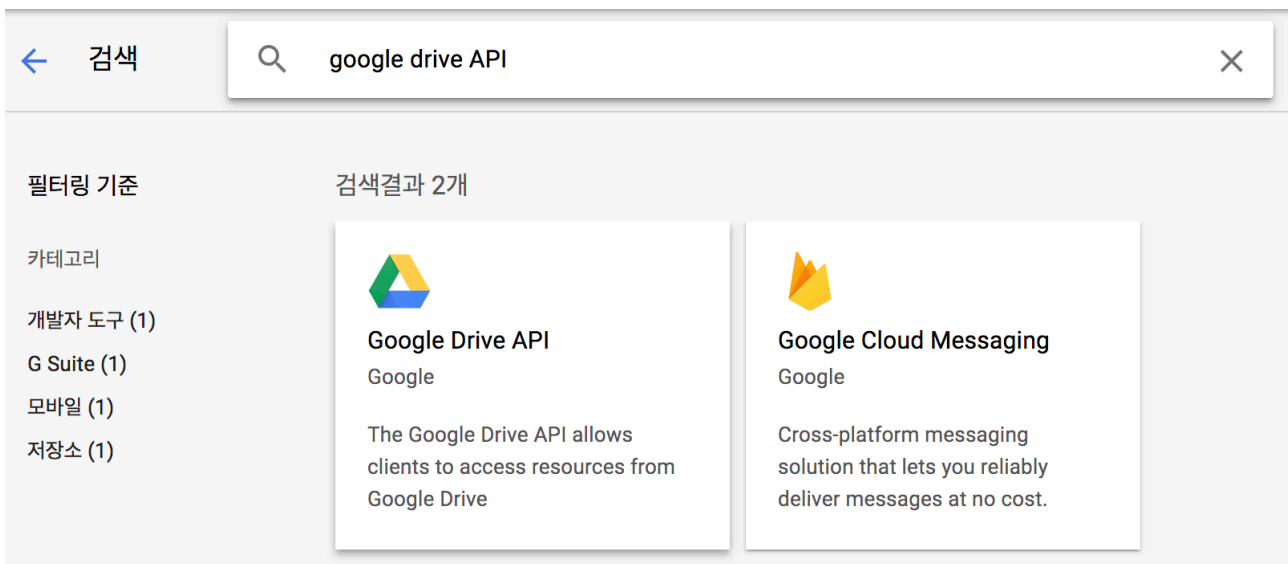 검색
google drive API
필터링 기준
카테고리
개발자 도구 (1)
G Suite (1)
모바일 (1)
저장소 (1)
검색결과 2개
Google Drive API
Google
The Google Drive API allows
clients to access resources from
Google Drive
Google Cloud Messaging
Google
Cross-platform messaging
solution that lets you reliably
deliver messages at no cost.